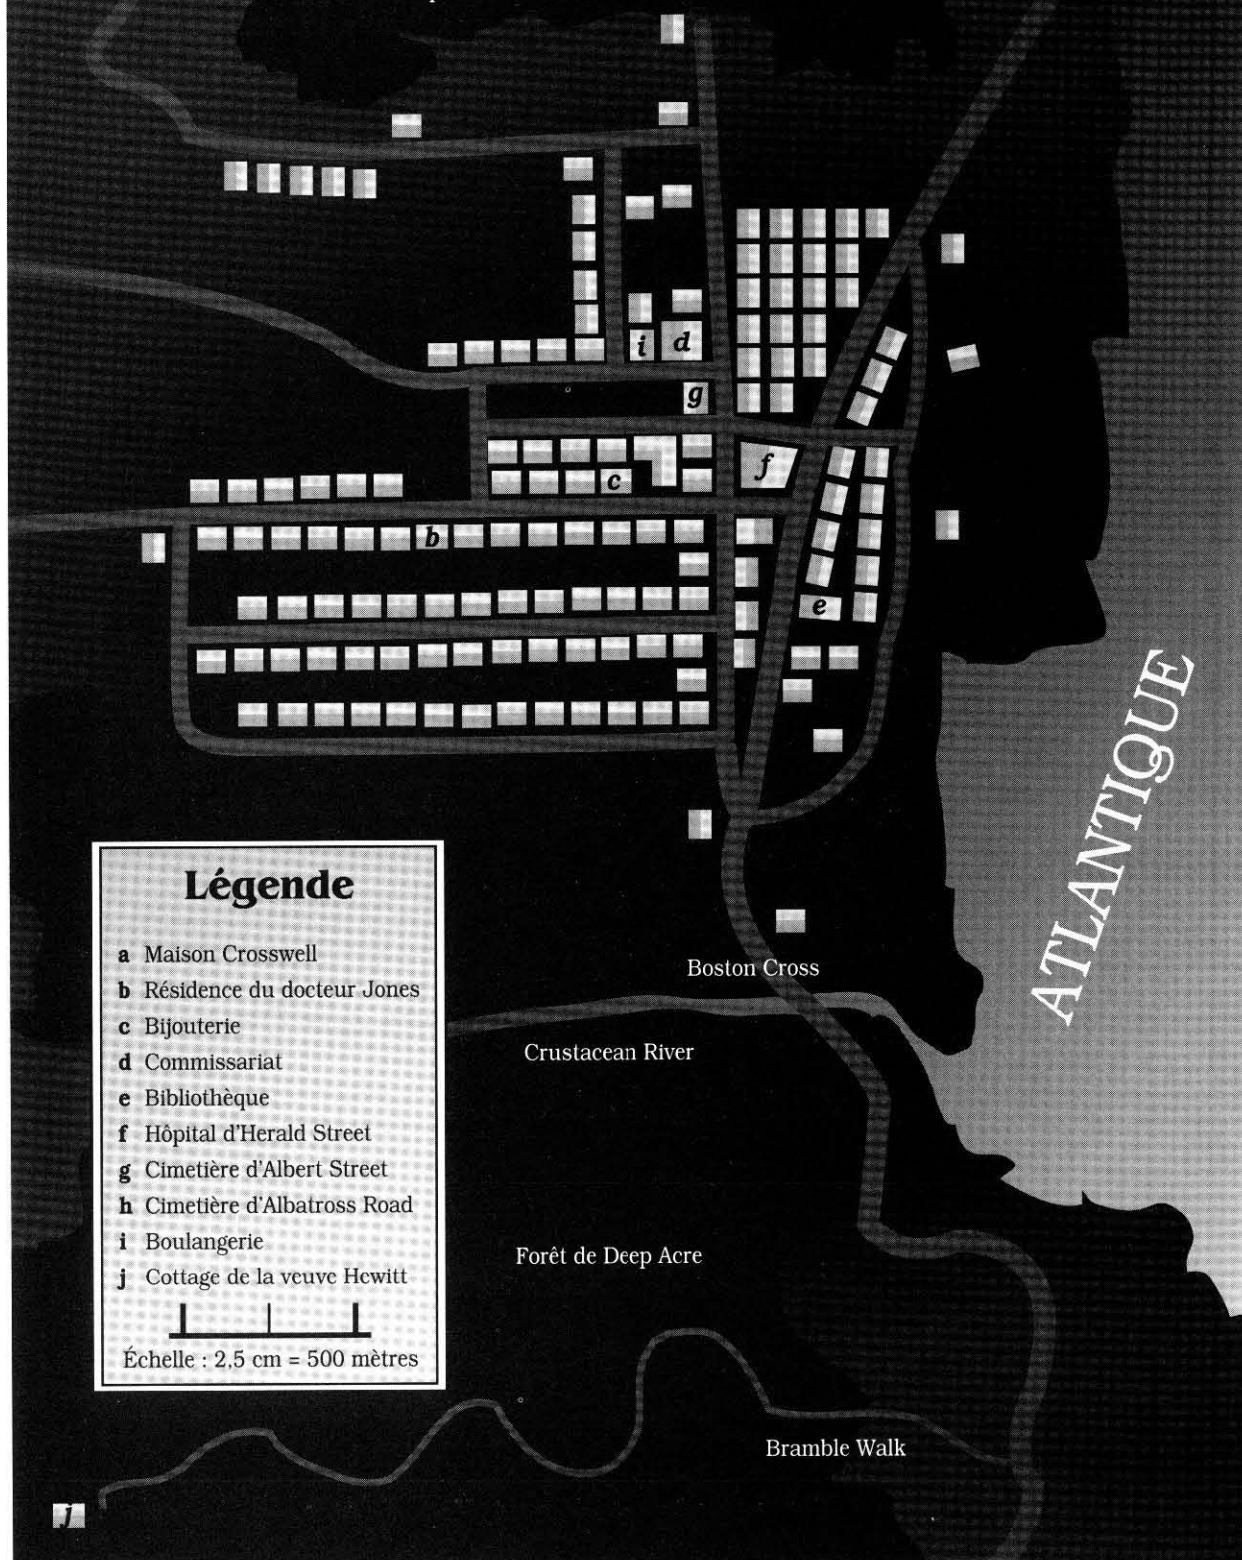 i
d
g
f
c
b
e
ATLANTIQUE
Légende
a Maison Crosswell
b Résidence du docteur Jones
c Bijouterie
d Commissariat
e Bibliothèque
f Hôpital d'Herald Street
g Cimetière d'Albert Street
h Cimetière d'Albatross Road
i Boulangerie
j Cottage de la veuve Hewitt
Échelle : 2,5 cm = 500 mètres
Boston Cross
Crustacean River
Forêt de Deep Acre
Bramble Walk
j